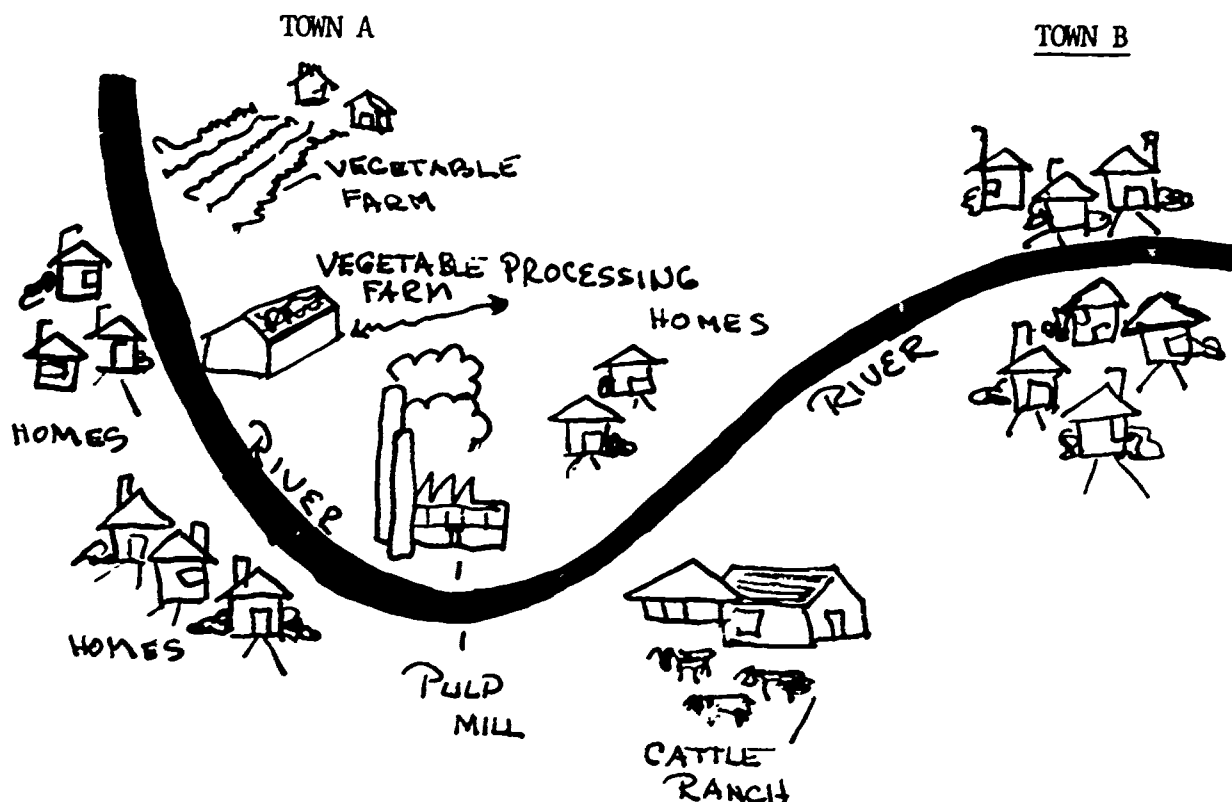 TOWN A
TOWN B
VEGETABLE
FARM
VEGETABLE PROCESSING
FARM
HOMES
RIVER
HOMES
RIVER
HOMES
PULP
MILL
CATTLE
RANCH